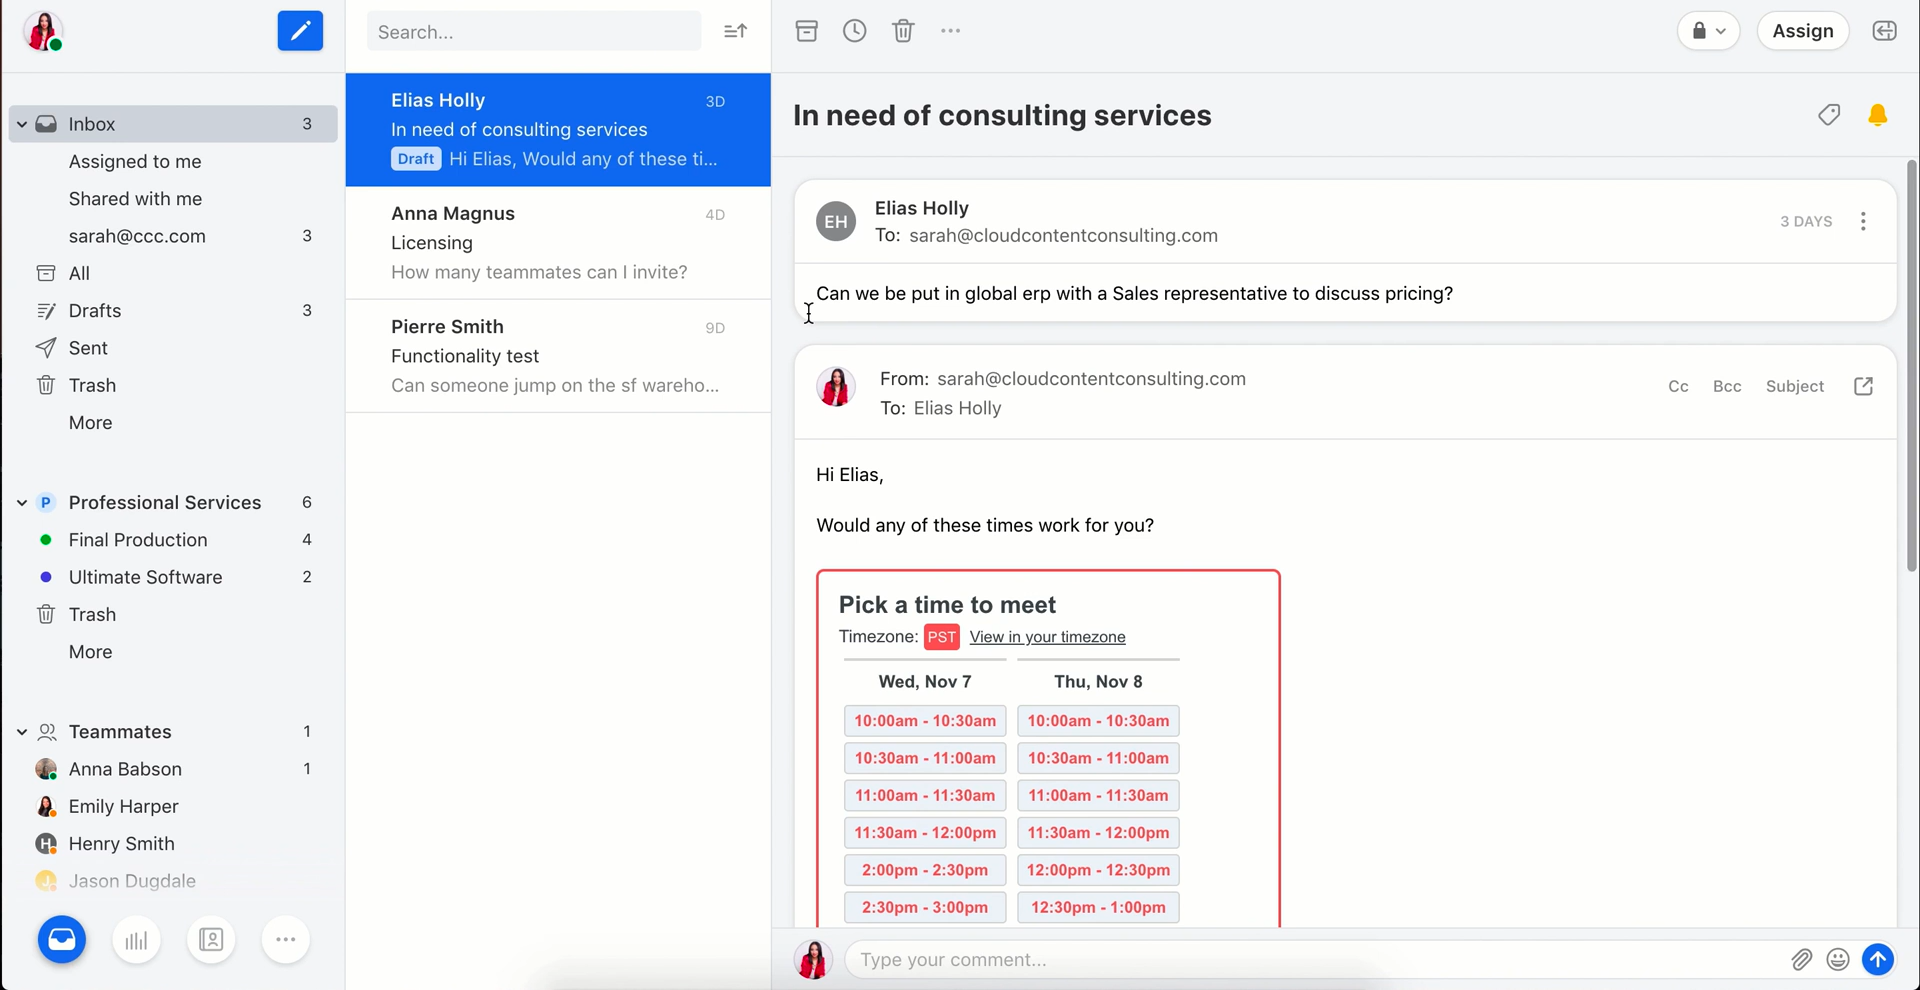 Search...
Assign
Inbox 3
Assigned to me
Shared with me
sarah@ccc.com 3
All
Drafts 3
Sent
Trash
More
P Professional Services 6
Final Production 4
Ultimate Software 2
Trash
More
Teammates 1
Anna Babson 1
Emily Harper
H Henry Smith
J Jason Dugdale
Elias Holly 3D
In need of consulting services
Draft Hi Elias, Would any of these ti...
Anna Magnus 4D
Licensing
How many teammates can I invite?
Pierre Smith 9D
Functionality test
Can someone jump on the sf wareho...
In need of consulting services
EH
Elias Holly
To: sarah@cloudcontentconsulting.com
3 DAYS
Can we be put in global erp with a Sales representative to discuss pricing?
From: sarah@cloudcontentconsulting.com
To: Elias Holly
Cc Bcc Subject
Hi Elias,
Would any of these times work for you?
Pick a time to meet
Timezone: PST View in your timezone
Wed, Nov 7 Thu, Nov 8
10:00am - 10:30am 10:00am - 10:30am
10:30am - 11:00am 10:30am - 11:00am
11:00am - 11:30am 11:00am - 11:30am
11:30am - 12:00pm 11:30am - 12:00pm
2:00pm - 2:30pm 12:00pm - 12:30pm
2:30pm - 3:00pm 12:30pm - 1:00pm
Type your comment...